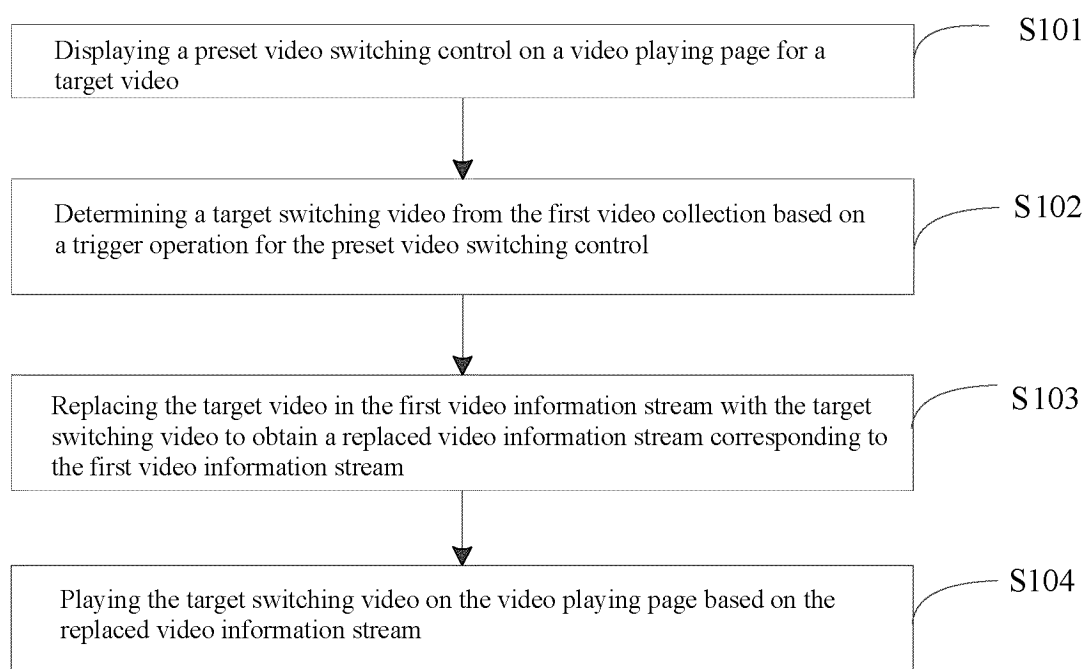 Displaying a preset video switching control on a video playing page for a
target video
S101
Determining a target switching video from the first video collection based on
a trigger operation for the preset video switching control
S102
Replacing the target video in the first video information stream with the target
switching video to obtain a replaced video information stream corresponding to
the first video information stream
S103
Playing the target switching video on the video playing page based on the
replaced video information stream
S104